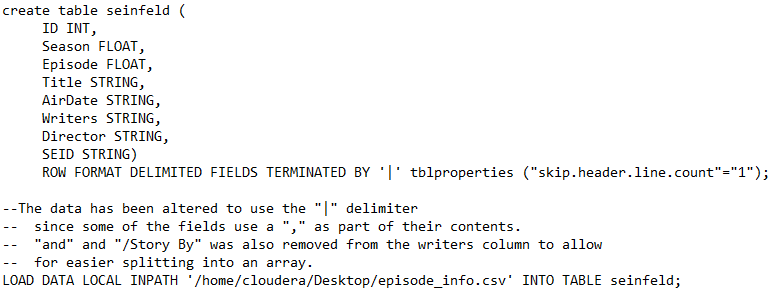 create table seinfeld (
ID INT,
Season FLOAT,
Episode FLOAT,
Title STRING,
AirDate STRING,
Writers STRING,
Director STRING,
SEID STRING)
ROW FORMAT DELIMITED FIELDS TERMINATED BY '|' tblproperties ("skip.header.line.count"="1");
--The data has been altered to use the "|" delimiter
-- since some of the fields use a "," as part of their contents.
-- "and" and "/Story By" was also removed from the writers column to allow
-- for easier splitting into an array.
LOAD DATA LOCAL INPATH '/home/cloudera/Desktop/episode_info.csv' INTO TABLE seinfeld;